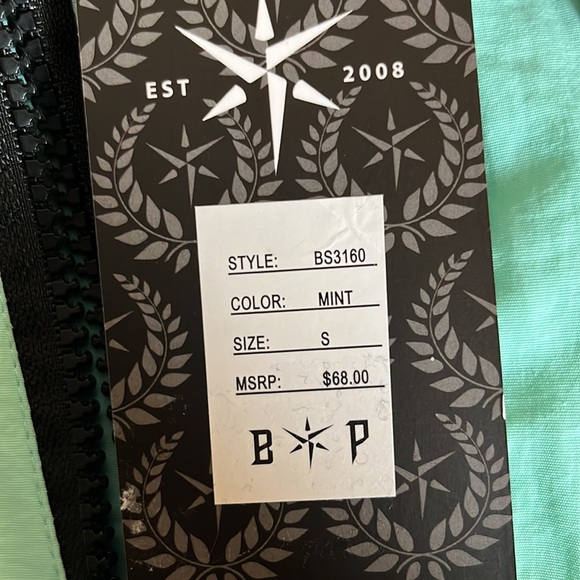 EST 2008
STYLE: BS3160
COLOR: MINT
SIZE: S
MSRP: $68.00
B P